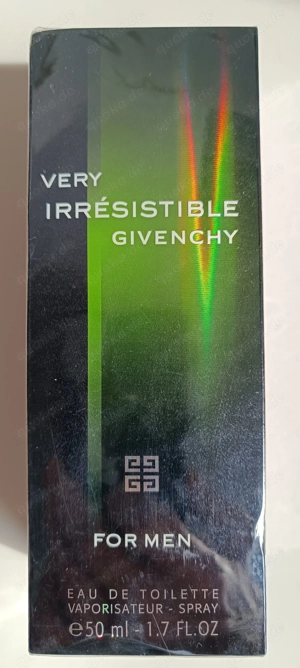 VERY
IRRÉSISTIBLE
GIVENCHY
FOR MEN
EAU DE TOILETTE
VAPORISATEUR - SPRAY
℮50 ml - 1.7 FL.OZ